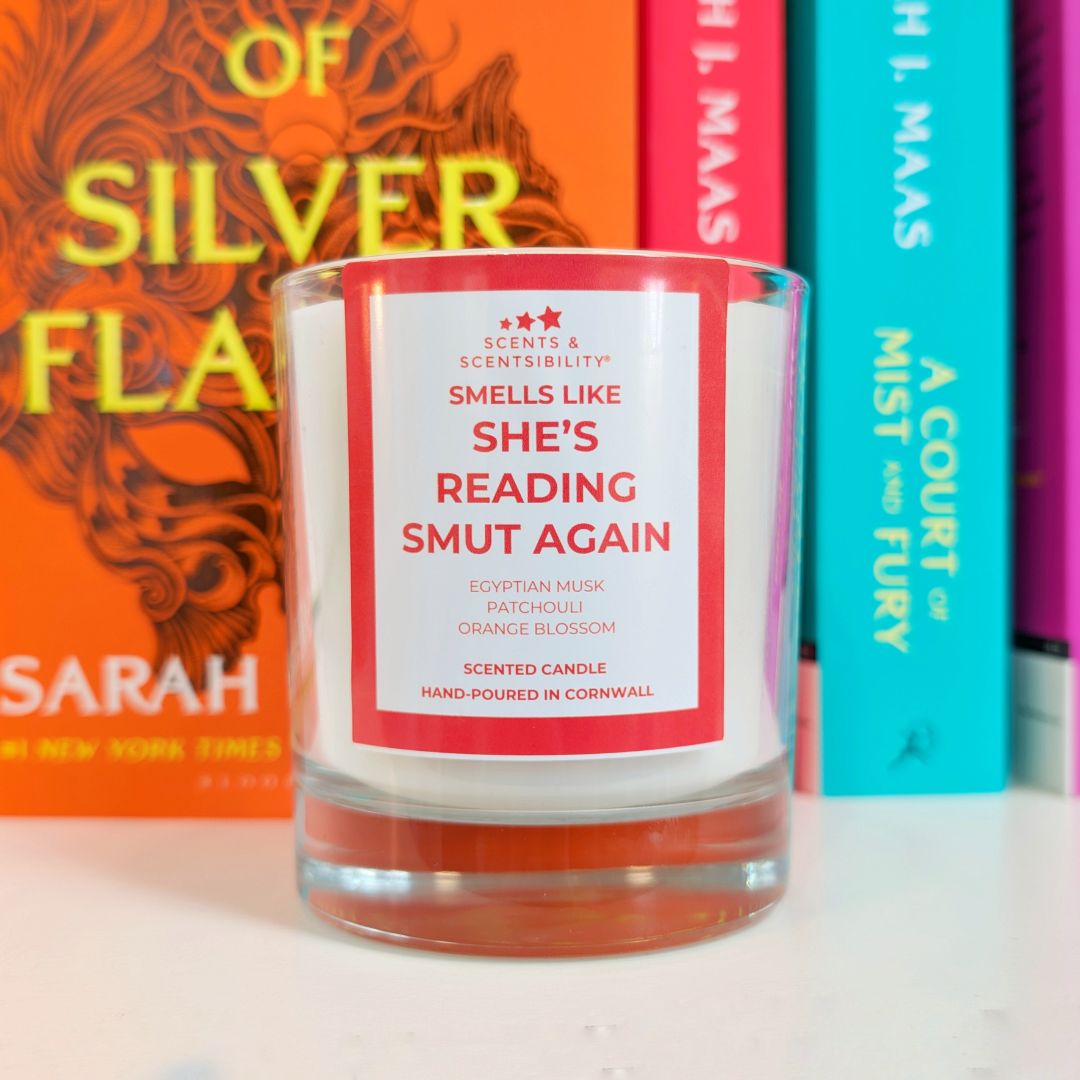 OF
SILVER
FLA
SARAH
#1 NEW YORK TIMES
H J. MAAS
H J. MAAS
A COURT OF
MIST AND FURY
SCENTS &
SCENTSIBILITY®
SMELLS LIKE
SHE'S
READING
SMUT AGAIN
EGYPTIAN MUSK
PATCHOULI
ORANGE BLOSSOM
SCENTED CANDLE
HAND-POURED IN CORNWALL